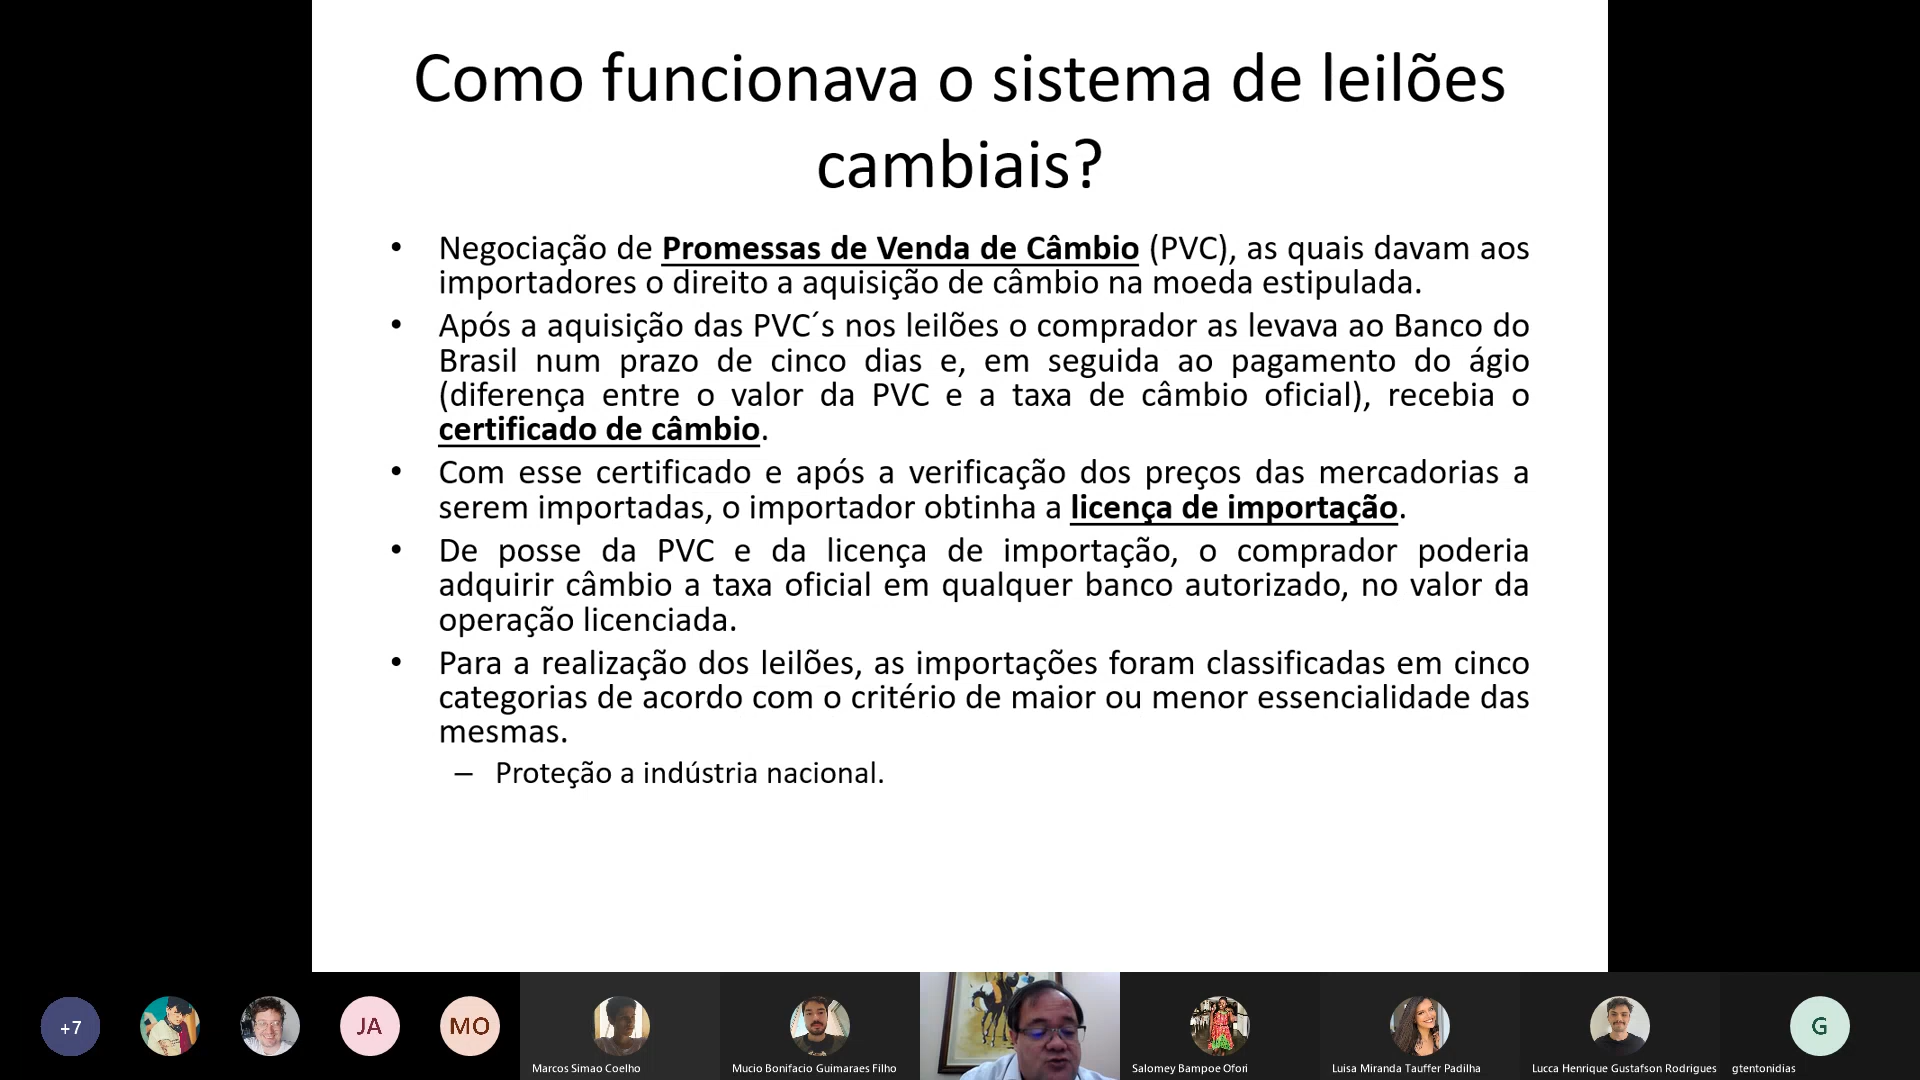 Como funcionava o sistema de leilões
cambiais?
• Negociação de Promessas de Venda de Câmbio (PVC), as quais davam aos
importadores o direito a aquisição de câmbio na moeda estipulada.
• Após a aquisição das PVC´s nos leilões o comprador as levava ao Banco do
Brasil num prazo de cinco dias e, em seguida ao pagamento do ágio
(diferença entre o valor da PVC e a taxa de câmbio oficial), recebia o
certificado de câmbio.
• Com esse certificado e após a verificação dos preços das mercadorias a
serem importadas, o importador obtinha a licença de importação.
• De posse da PVC e da licença de importação, o comprador poderia
adquirir câmbio a taxa oficial em qualquer banco autorizado, no valor da
operação licenciada.
• Para a realização dos leilões, as importações foram classificadas em cinco
categorias de acordo com o critério de maior ou menor essencialidade das
mesmas.
– Proteção a indústria nacional.
+7
JA
MO
Marcos Simao Coelho
Mucio Bonifacio Guimaraes Filho
Salomey Bampoe Ofori
Luisa Miranda Tauffer Padilha
Lucca Henrique Gustafson Rodrigues
G
gtentonidias